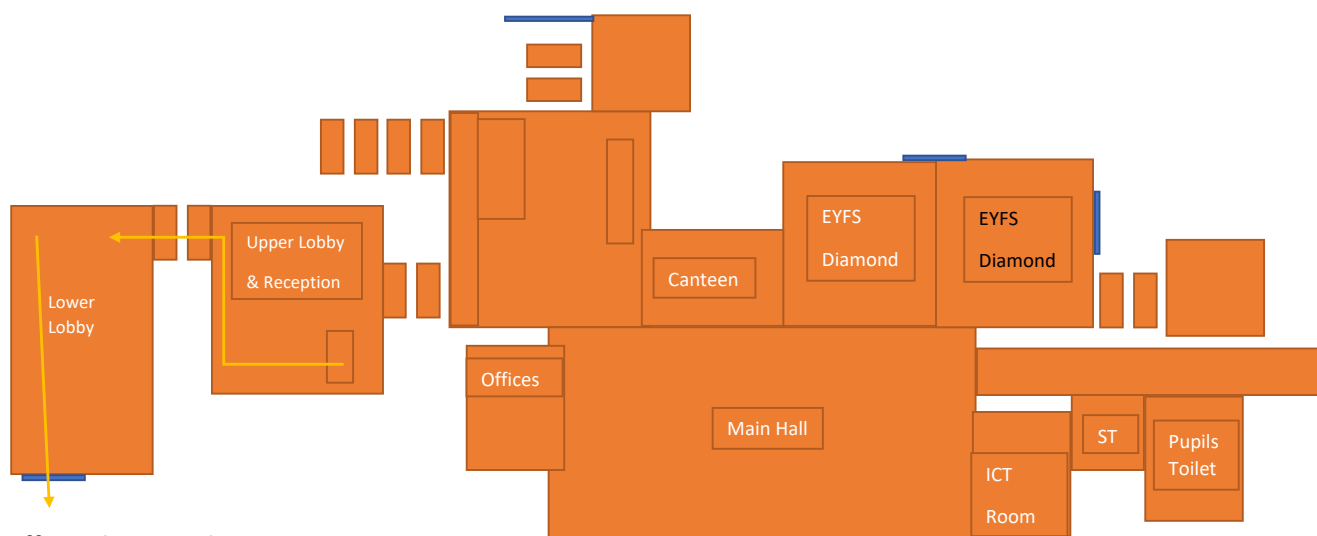 EYFS
Diamond
EYFS
Diamond
Upper Lobby
& Reception
Canteen
Lower
Lobby
Offices
Main Hall
ST
Pupils
Toilet
ICT
Room